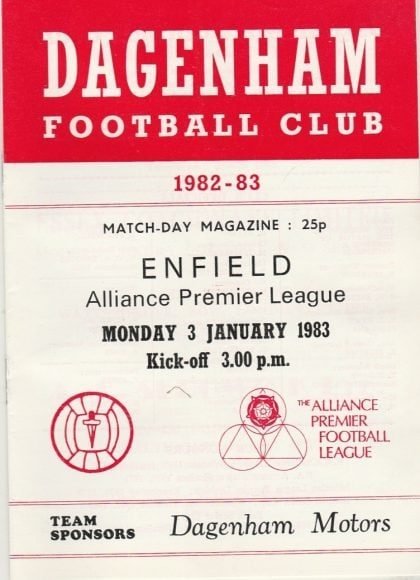 DAGENHAM
FOOTBALL CLUB
1982-83
MATCH-DAY MAGAZINE : 25p
ENFIELD
Alliance Premier League
MONDAY 3 JANUARY 1983
Kick-off 3.00 p.m.
THE ALLIANCE
PREMIER
FOOTBALL
LEAGUE
TEAM
SPONSORS
Dagenham Motors